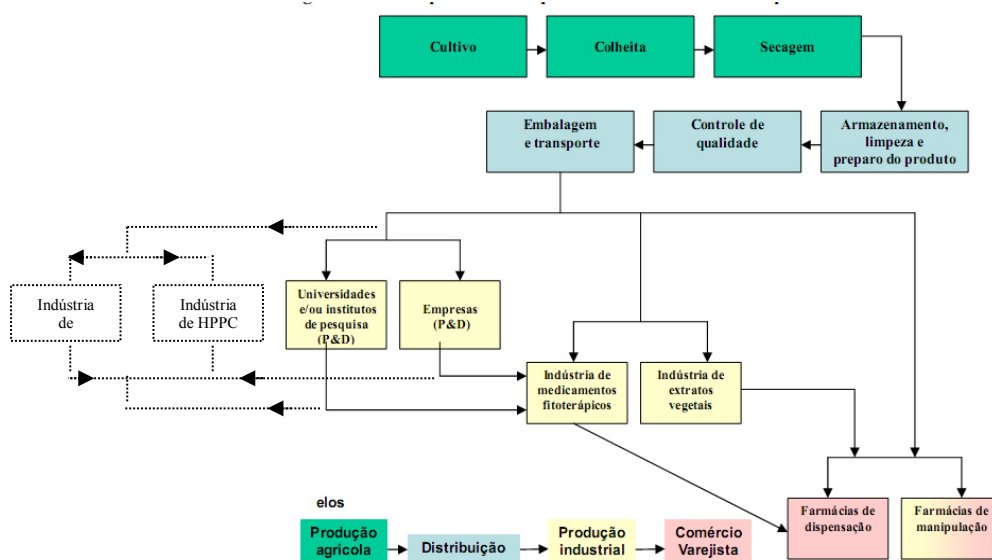 Cultivo
Colheita
Secagem
Embalagem
e transporte
Controle de
qualidade
Armazenamento,
limpeza e
preparo do produto
Indústria
de
Indústria
de HPPC
Universidades
e/ou institutos
de pesquisa
(P&D)
Empresas
(P&D)
Indústria de
medicamentos
fitoterápicos
Indústria de
extratos
vegetais
Farmácias de
dispensação
Farmácias de
manipulação
elos
Produção
agrícola
Distribuição
Produção
industrial
Comércio
Varejista